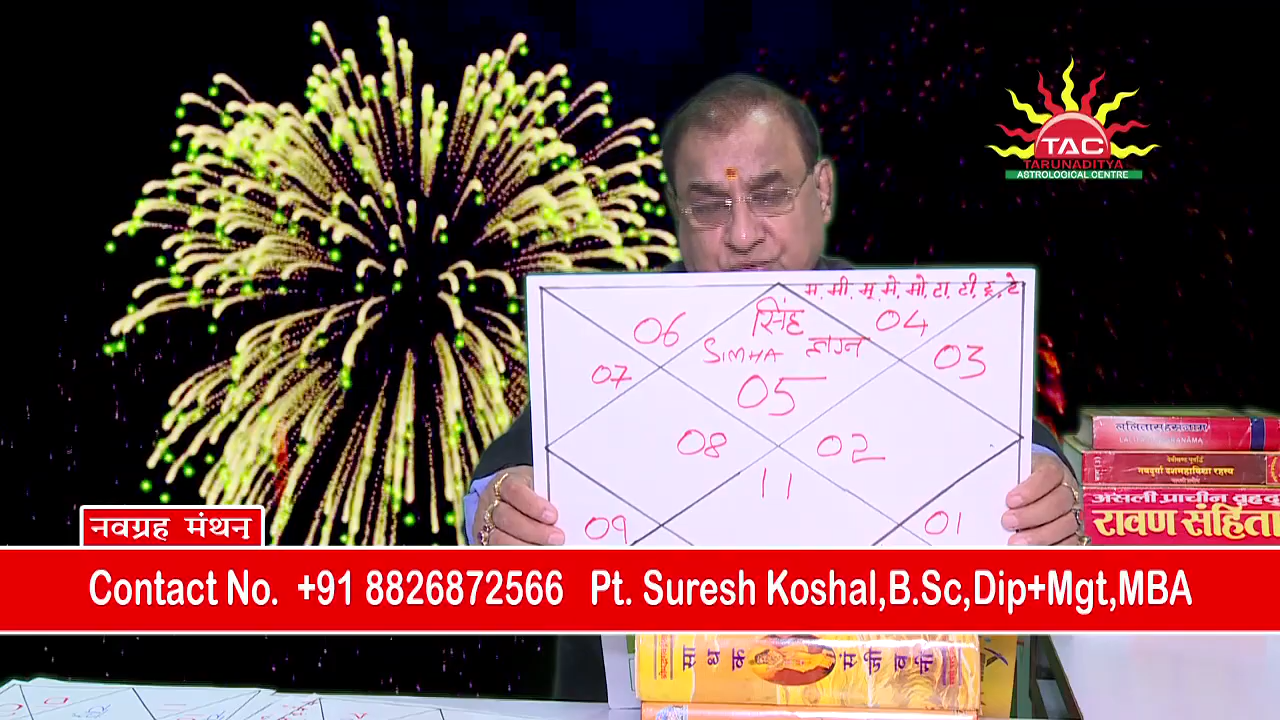 TAC
TARUNADITYA
ASTROLOGICAL CENTRE
म. मी. मू. मे. मो. टा. टी. टू. टे
06
सिंह
04
SIMHA लग्न
03
07
05
08
02
11
09
01
ललितासहस्रनाम
नवदुर्गा दशमहाविद्या रहस्य
असली प्राचीन वृहद
रावण संहिता
नवग्रह मंथन
Contact No. +91 8826872566 Pt. Suresh Koshal,B.Sc,Dip+Mgt,MBA
साधक संजीवनी